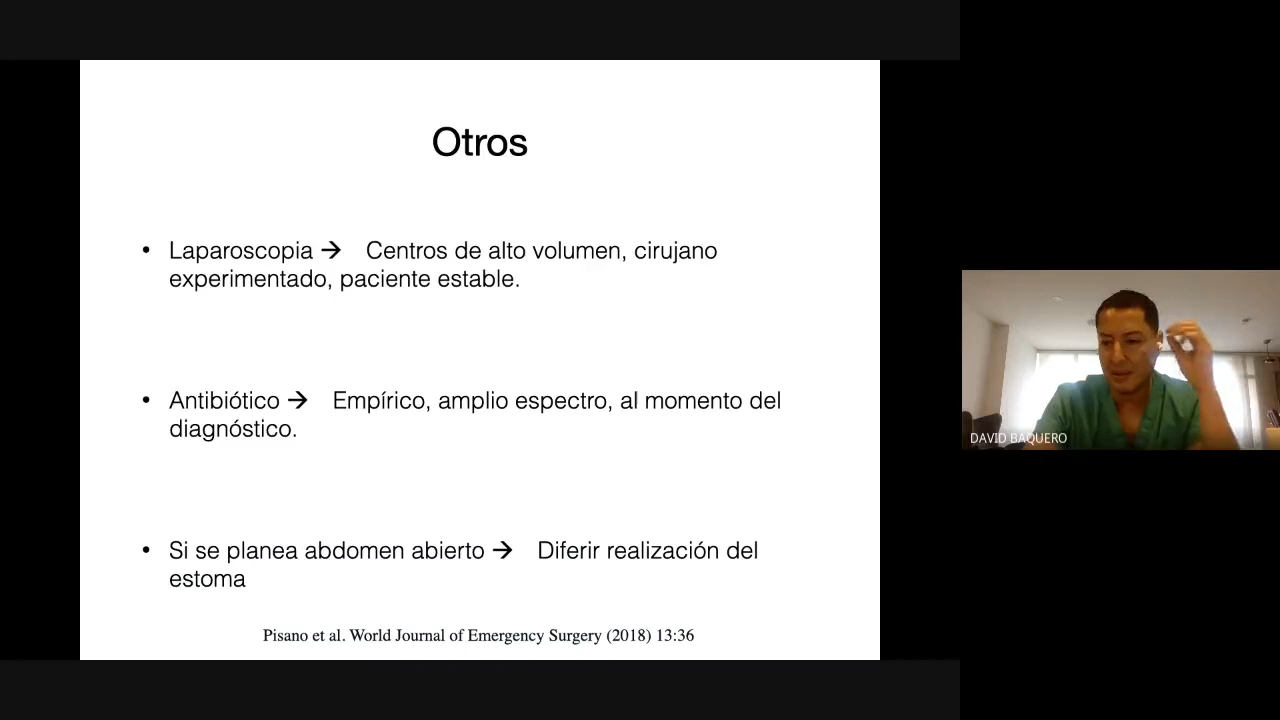 Otros
• Laparoscopia → Centros de alto volumen, cirujano
experimentado, paciente estable.
• Antibiótico → Empírico, amplio espectro, al momento del
diagnóstico.
• Si se planea abdomen abierto → Diferir realización del
estoma
Pisano et al. World Journal of Emergency Surgery (2018) 13:36
DAVID BAQUERO